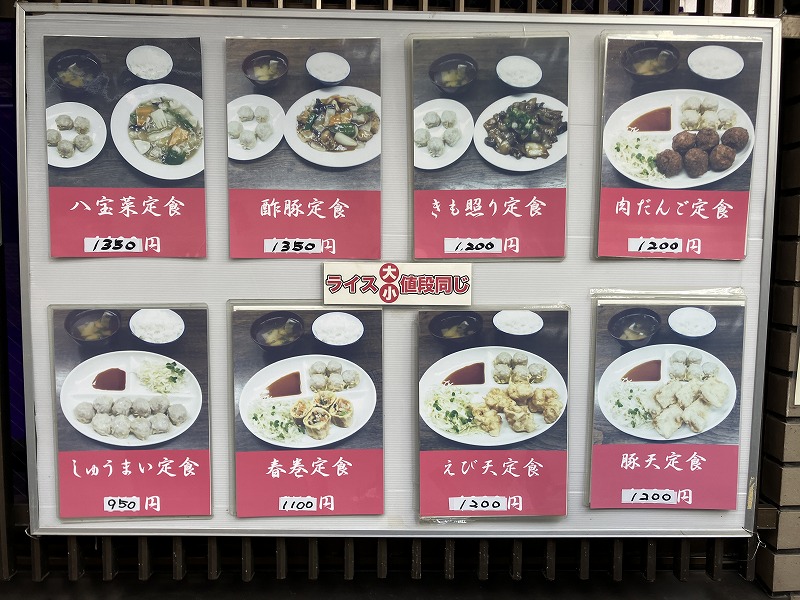 八宝菜定食
1350円
酢豚定食
1350円
きも照り定食
1200円
肉だんご定食
1200円
ライス大小値段同じ
しゅうまい定食
950円
春巻定食
1100円
えび天定食
1200円
豚天定食
1200円